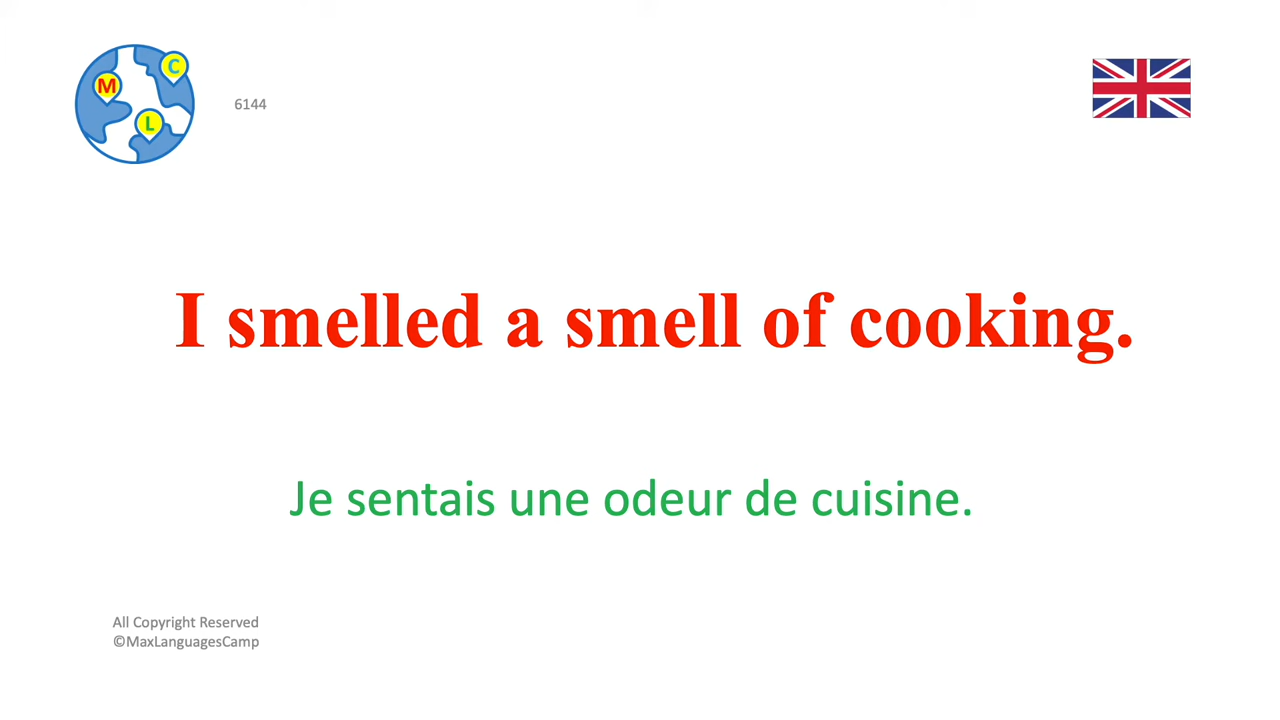 M
C
L
6144
I smelled a smell of cooking.
Je sentais une odeur de cuisine.
All Copyright Reserved
©MaxLanguagesCamp